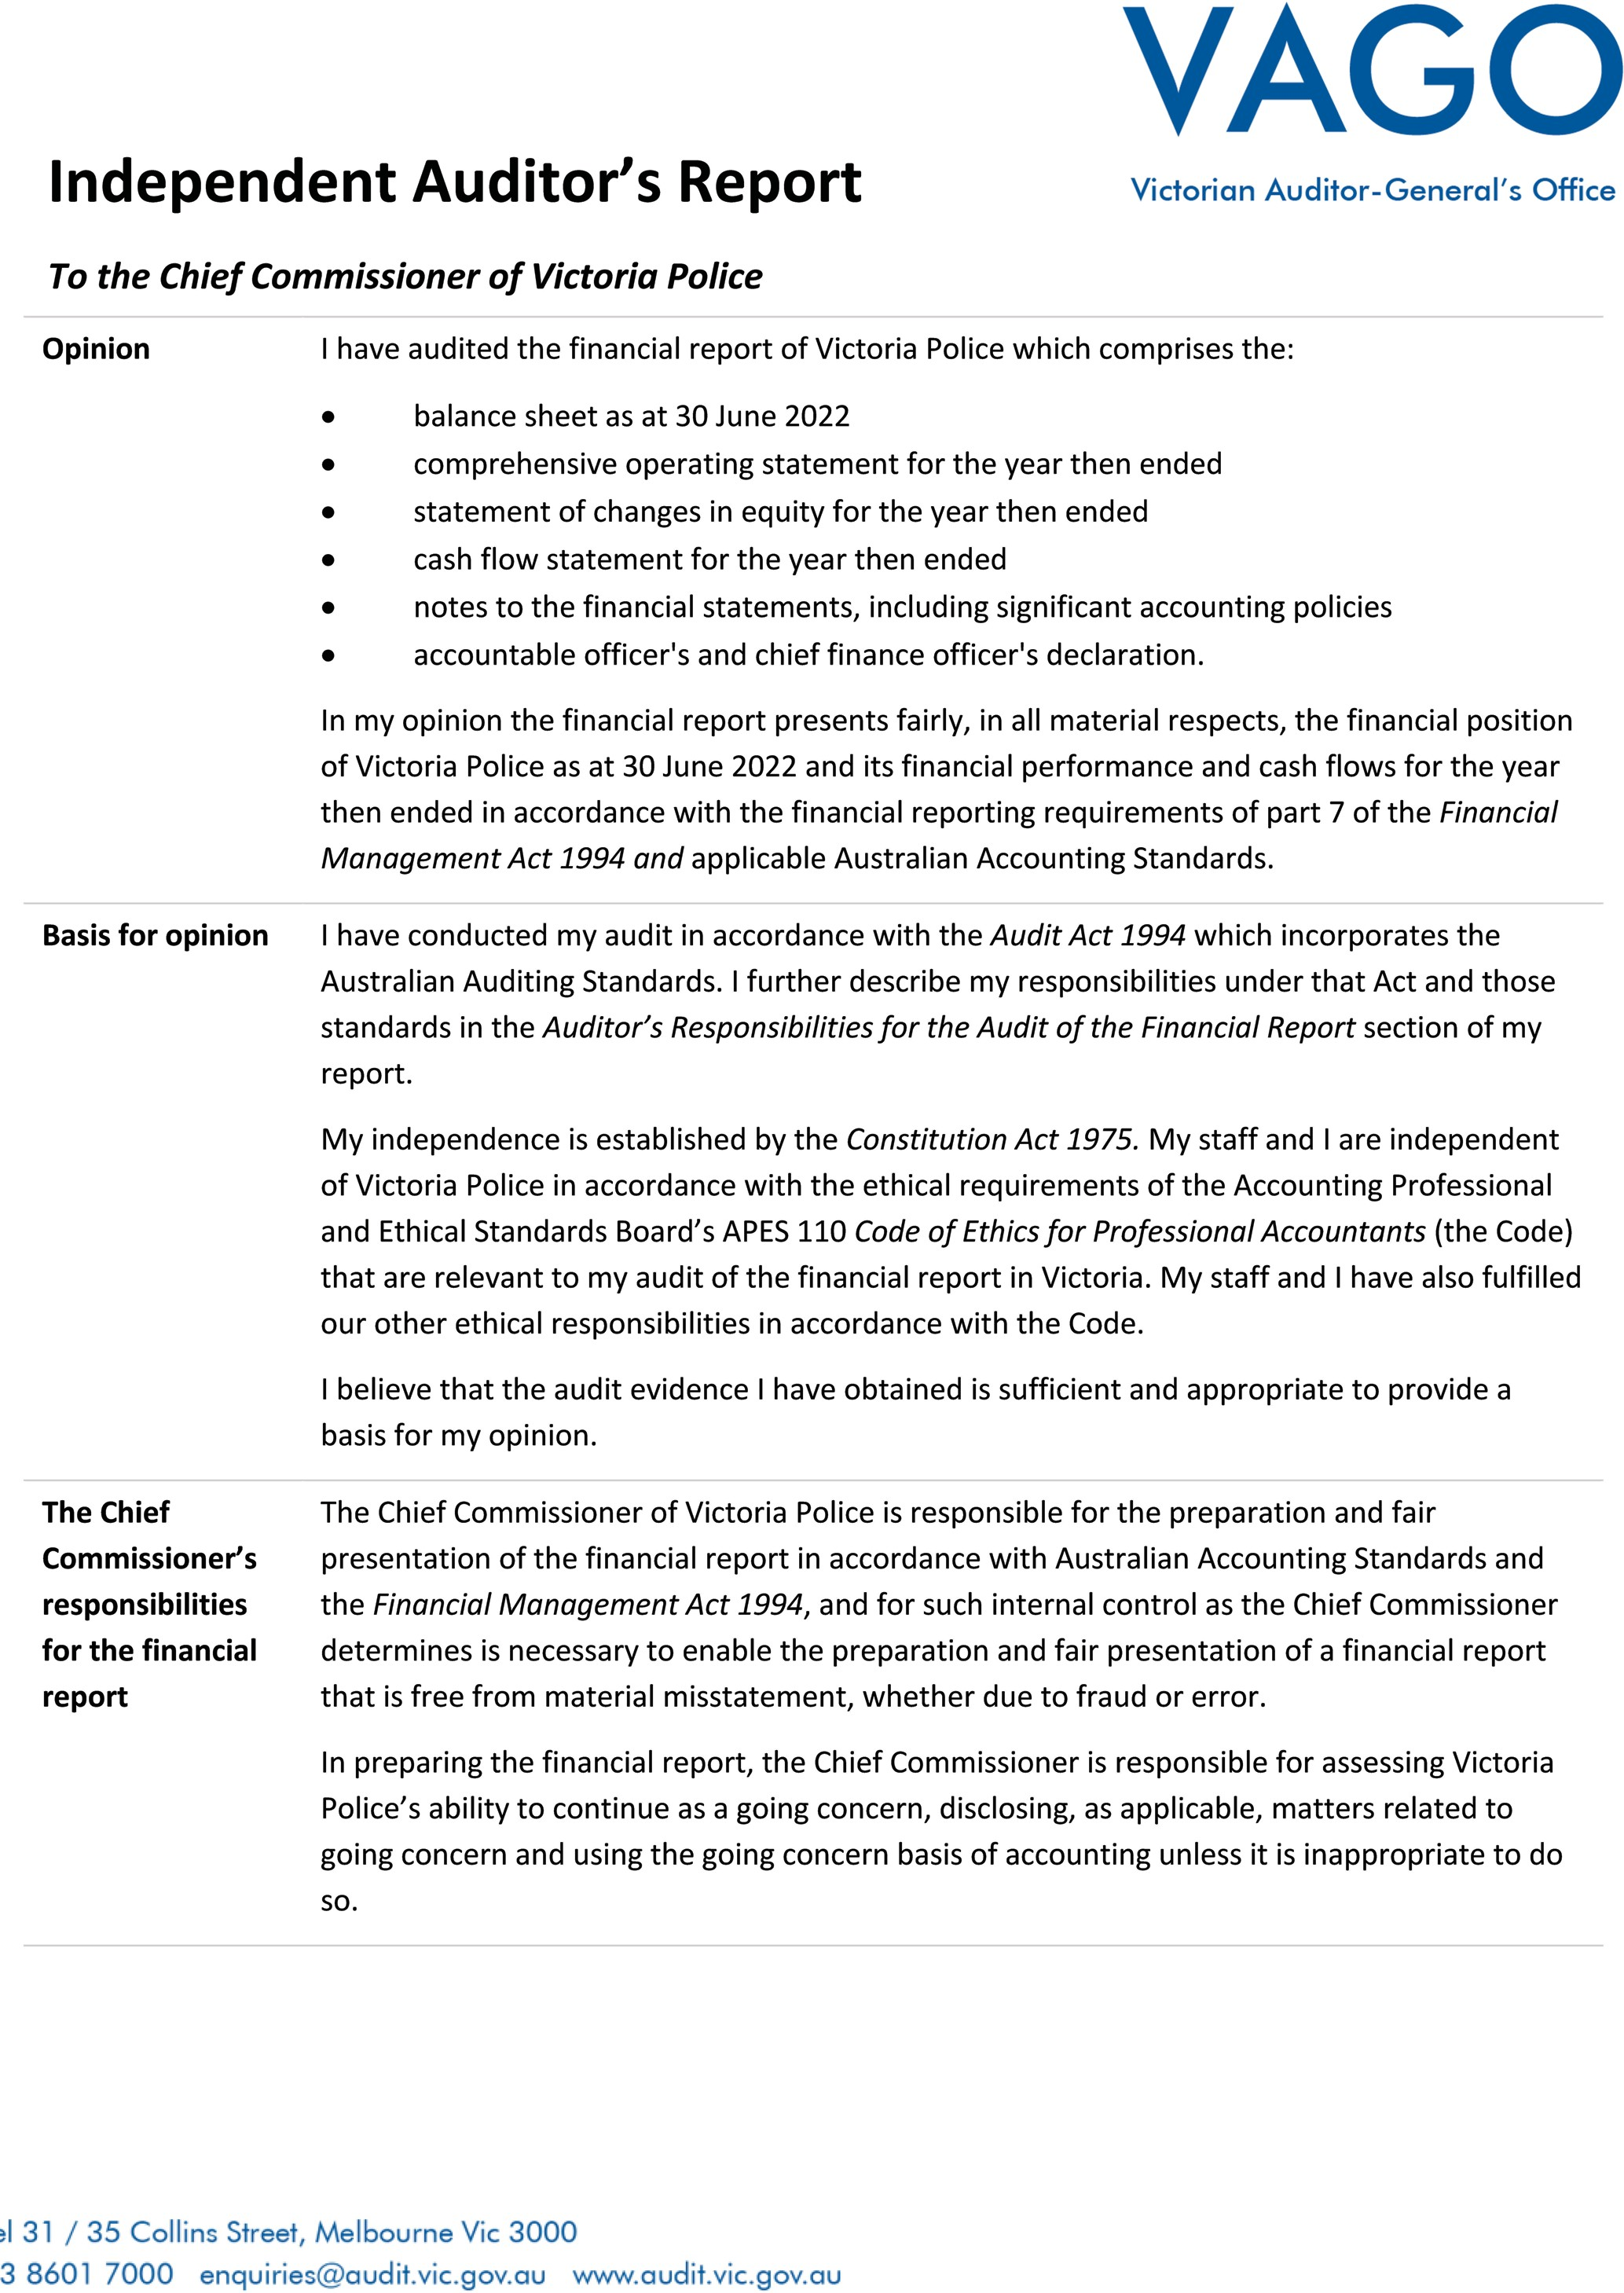 VAGO
Victorian Auditor-General's Office
Independent Auditor’s Report
To the Chief Commissioner of Victoria Police
Opinion
I have audited the financial report of Victoria Police which comprises the:
• balance sheet as at 30 June 2022
• comprehensive operating statement for the year then ended
• statement of changes in equity for the year then ended
• cash flow statement for the year then ended
• notes to the financial statements, including significant accounting policies
• accountable officer's and chief finance officer's declaration.
In my opinion the financial report presents fairly, in all material respects, the financial position
of Victoria Police as at 30 June 2022 and its financial performance and cash flows for the year
then ended in accordance with the financial reporting requirements of part 7 of the Financial
Management Act 1994 and applicable Australian Accounting Standards.
Basis for opinion
I have conducted my audit in accordance with the Audit Act 1994 which incorporates the
Australian Auditing Standards. I further describe my responsibilities under that Act and those
standards in the Auditor’s Responsibilities for the Audit of the Financial Report section of my
report.
My independence is established by the Constitution Act 1975. My staff and I are independent
of Victoria Police in accordance with the ethical requirements of the Accounting Professional
and Ethical Standards Board’s APES 110 Code of Ethics for Professional Accountants (the Code)
that are relevant to my audit of the financial report in Victoria. My staff and I have also fulfilled
our other ethical responsibilities in accordance with the Code.
I believe that the audit evidence I have obtained is sufficient and appropriate to provide a
basis for my opinion.
The Chief
Commissioner’s
responsibilities
for the financial
report
The Chief Commissioner of Victoria Police is responsible for the preparation and fair
presentation of the financial report in accordance with Australian Accounting Standards and
the Financial Management Act 1994, and for such internal control as the Chief Commissioner
determines is necessary to enable the preparation and fair presentation of a financial report
that is free from material misstatement, whether due to fraud or error.
In preparing the financial report, the Chief Commissioner is responsible for assessing Victoria
Police’s ability to continue as a going concern, disclosing, as applicable, matters related to
going concern and using the going concern basis of accounting unless it is inappropriate to do
so.
el 31 / 35 Collins Street, Melbourne Vic 3000
3 8601 7000 enquiries@audit.vic.gov.au www.audit.vic.gov.au